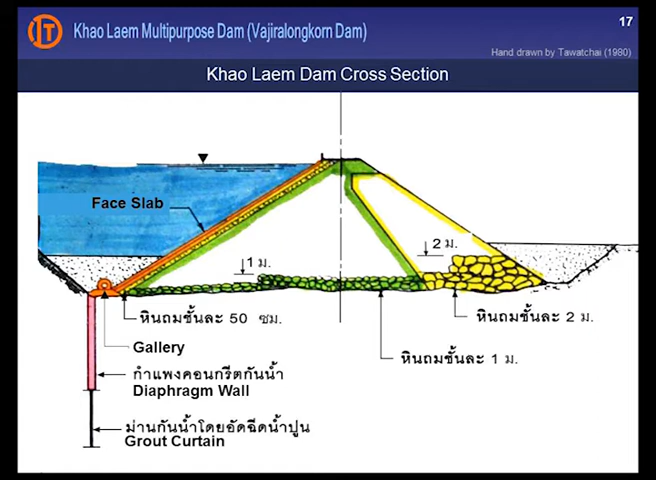 Khao Laem Multipurpose Dam (Vajiralongkorn Dam)
17
Hand drawn by Tawatchai (1980)
Khao Laem Dam Cross Section
Face Slab
1 ม.
2 ม.
หินถมชั้นละ 50 ซม.
หินถมชั้นละ 2 ม.
Gallery
หินถมชั้นละ 1 ม.
กำแพงคอนกรีตกันน้ำ
Diaphragm Wall
ม่านกันน้ำโดยอัดฉีดน้ำปูน
Grout Curtain